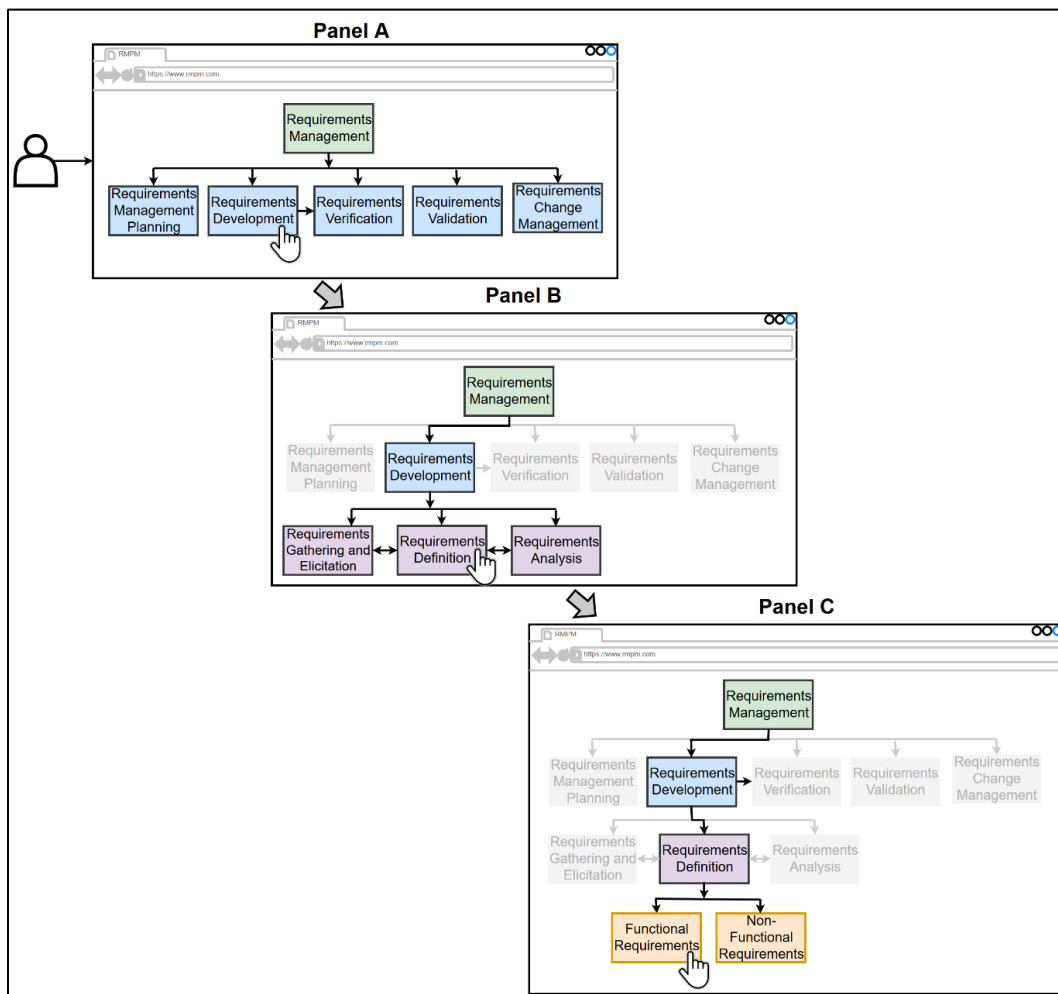 Panel A
RMPM
https://www.rmpm.com
Requirements
Management
Requirements
Management
Planning
Requirements
Development
Requirements
Verification
Requirements
Validation
Requirements
Change
Management
Panel B
RMPM
https://www.rmpm.com
Requirements
Management
Requirements
Management
Planning
Requirements
Development
Requirements
Verification
Requirements
Validation
Requirements
Change
Management
Requirements
Gathering and
Elicitation
Requirements
Definition
Requirements
Analysis
Panel C
RMPM
https://www.rmpm.com
Requirements
Management
Requirements
Management
Planning
Requirements
Development
Requirements
Verification
Requirements
Validation
Requirements
Change
Management
Requirements
Gathering and
Elicitation
Requirements
Definition
Requirements
Analysis
Functional
Requirements
Non-
Functional
Requirements